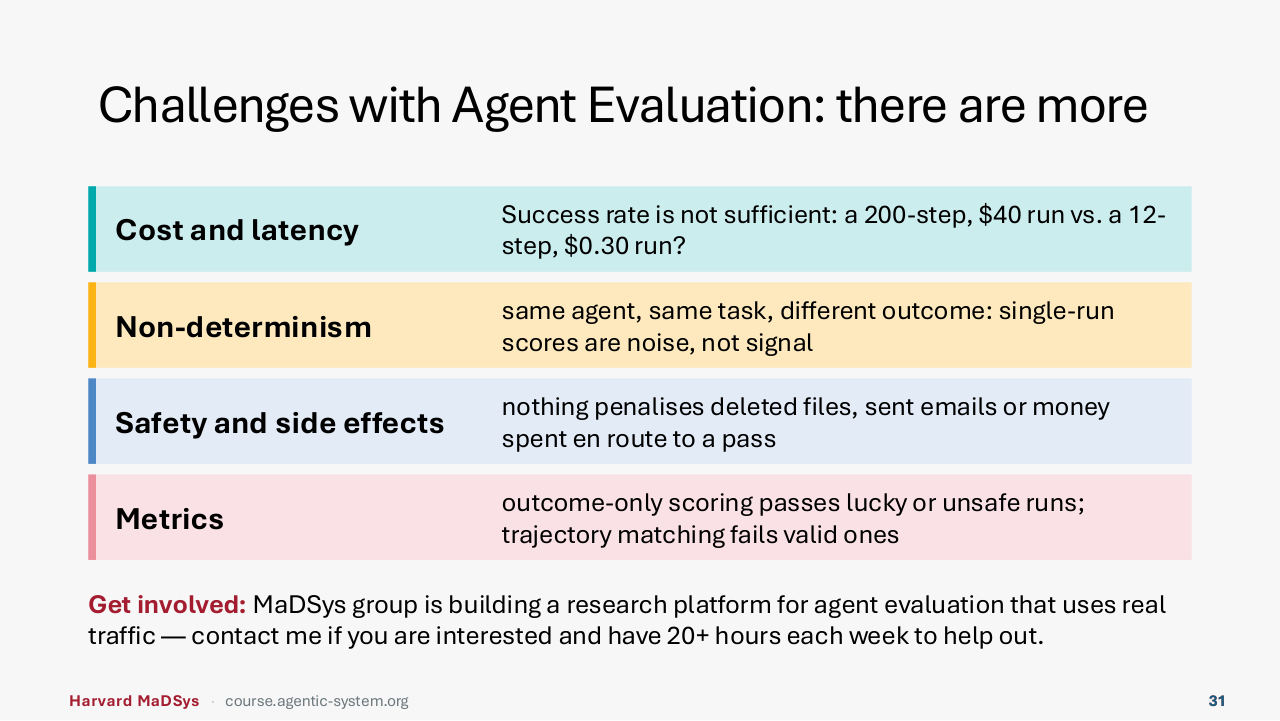 Challenges with Agent Evaluation: there are more
Cost and latency
Success rate is not sufficient: a 200-step, $40 run vs. a 12-
step, $0.30 run?
Non-determinism
same agent, same task, different outcome: single-run
scores are noise, not signal
Safety and side effects
nothing penalises deleted files, sent emails or money
spent en route to a pass
Metrics
outcome-only scoring passes lucky or unsafe runs;
trajectory matching fails valid ones
Get involved: MaDSys group is building a research platform for agent evaluation that uses real
traffic — contact me if you are interested and have 20+ hours each week to help out.
Harvard MaDSys · course.agentic-system.org
31